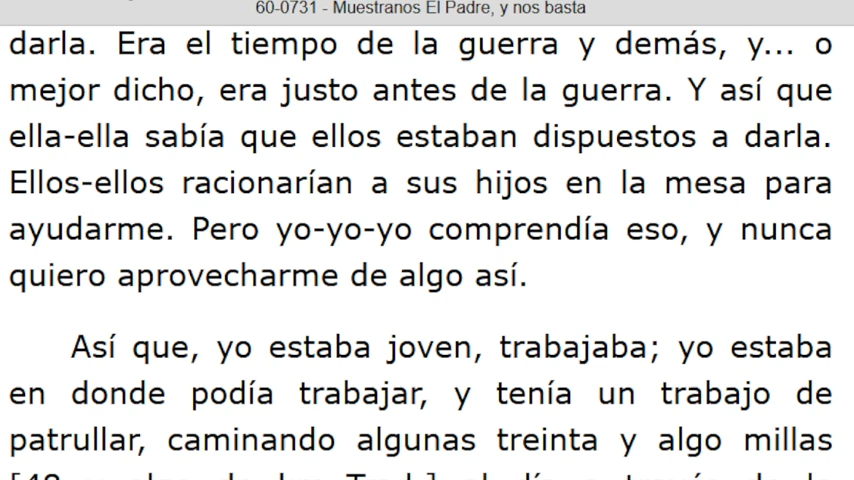 60-0731 - Muestranos El Padre, y nos basta
darla. Era el tiempo de la guerra y demás, y... o
mejor dicho, era justo antes de la guerra. Y así que
ella-ella sabía que ellos estaban dispuestos a darla.
Ellos-ellos racionarían a sus hijos en la mesa para
ayudarme. Pero yo-yo-yo comprendía eso, y nunca
quiero aprovecharme de algo así.
Así que, yo estaba joven, trabajaba; yo estaba
en donde podía trabajar, y tenía un trabajo de
patrullar, caminando algunas treinta y algo millas